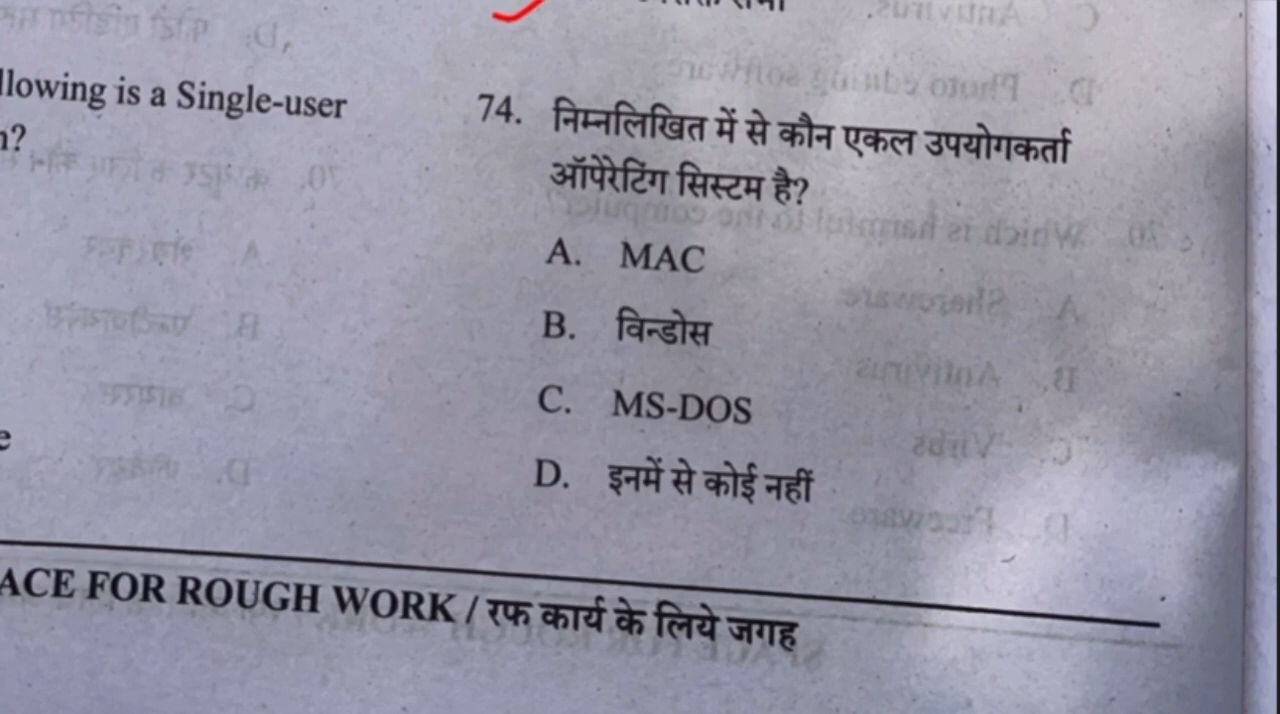 llowing is a Single-user
?
74. निम्नलिखित में से कौन एकल उपयोगकर्ता
ऑपेरेटिंग सिस्टम है?
A. MAC
B. विन्डोस
C. MS-DOS
D. इनमें से कोई नहीं
e
ACE FOR ROUGH WORK / रफ कार्य के लिये जगह